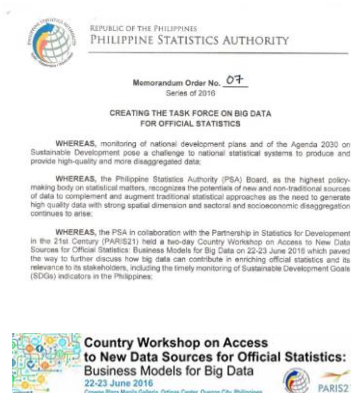 REPUBLIC OF THE PHILIPPINES
PHILIPPINE STATISTICS AUTHORITY
Memorandum Order No. 07
Series of 2016
CREATING THE TASK FORCE ON BIG DATA
FOR OFFICIAL STATISTICS
WHEREAS, monitoring of national development plans and of the Agenda 2030 on
Sustainable Development pose a challenge to national statistical systems to produce and
provide high-quality and more disaggregated data;
WHEREAS, the Philippine Statistics Authority (PSA) Board, as the highest policy-
making body on statistical matters, recognizes the potentials of new and non-traditional sources
of data to complement and augment traditional statistical approaches as the need to generate
high quality data with strong spatial dimension and sectoral and socioeconomic disaggregation
continues to arise;
WHEREAS, the PSA in collaboration with the Partnership in Statistics for Development
in the 21st Century (PARIS21) held a two-day Country Workshop on Access to New Data
Sources for Official Statistics: Business Models for Big Data on 22-23 June 2016 which paved
the way to further discuss how big data can contribute in enriching official statistics and its
relevance to its stakeholders, including the timely monitoring of Sustainable Development Goals
(SDGs) indicators in the Philippines;
Country Workshop on Access
to New Data Sources for Official Statistics:
Business Models for Big Data
22-23 June 2016
Crowne Plaza Manila Galleria, Ortigas Center, Quezon City, Philippines
PARIS2